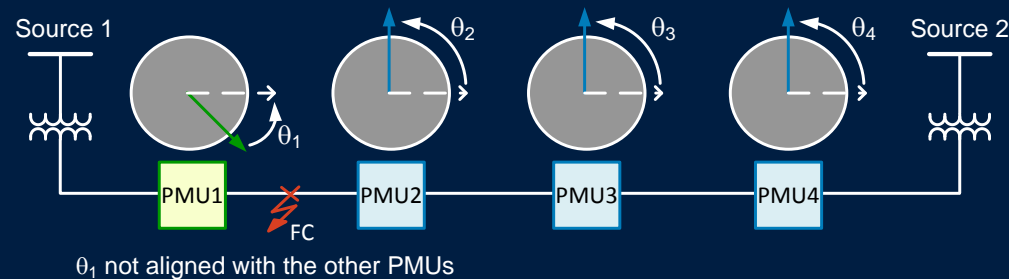 Source 1
θ2
θ3
θ4
Source 2
θ1
PMU1
PMU2
PMU3
PMU4
FC
θ1 not aligned with the other PMUs